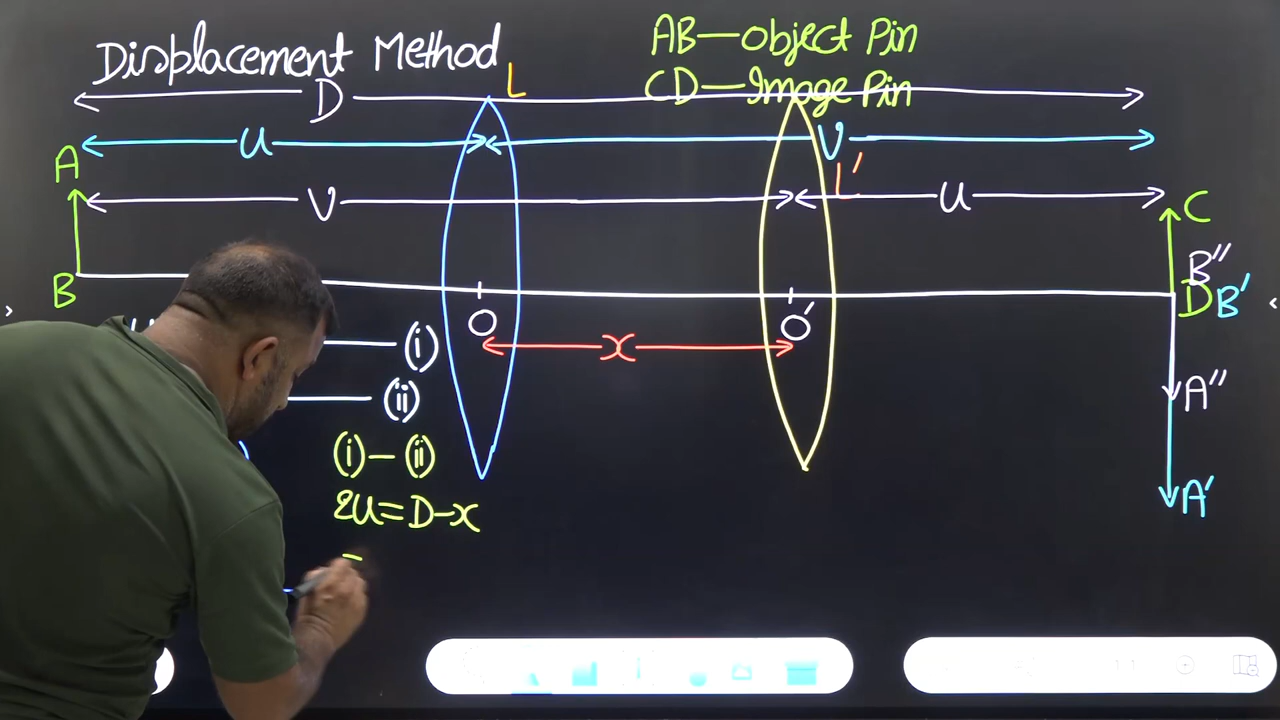 Displacement Method
AB—object Pin
CD—Image Pin
L
D
U
V
A
L'
V
U
C
B
B''
D B'
O
O'
(i)
x
A''
(ii)
(i)—(ii)
2U=D-x
A'